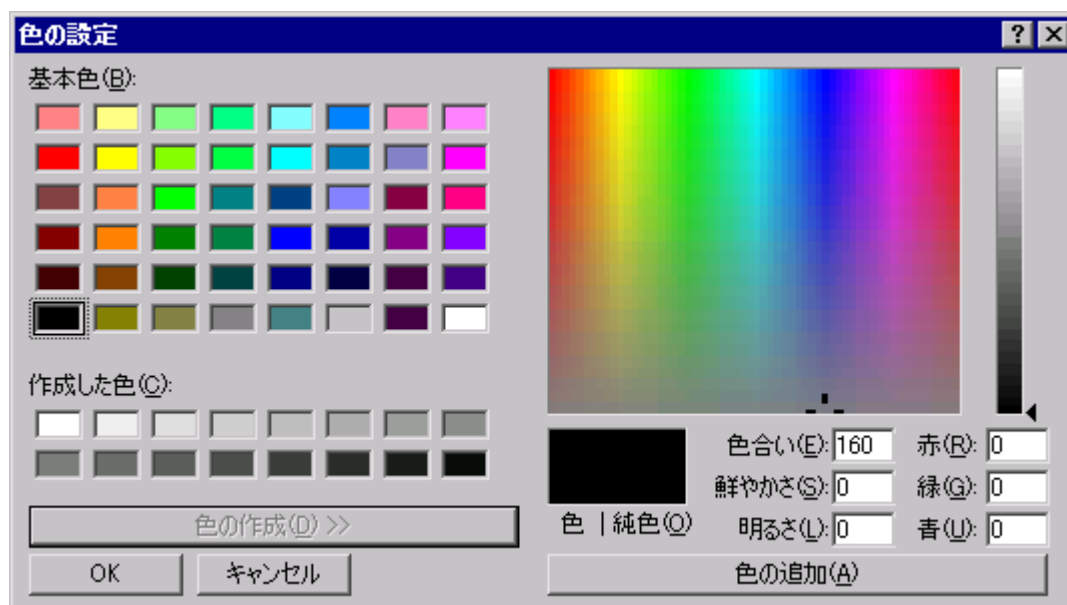 色の設定
基本色(B):
作成した色(C):
色の作成(D) >>
OK
キャンセル
色 | 純色(O)
色合い(E): 160
赤(R): 0
鮮やかさ(S): 0
緑(G): 0
明るさ(L): 0
青(U): 0
色の追加(A)